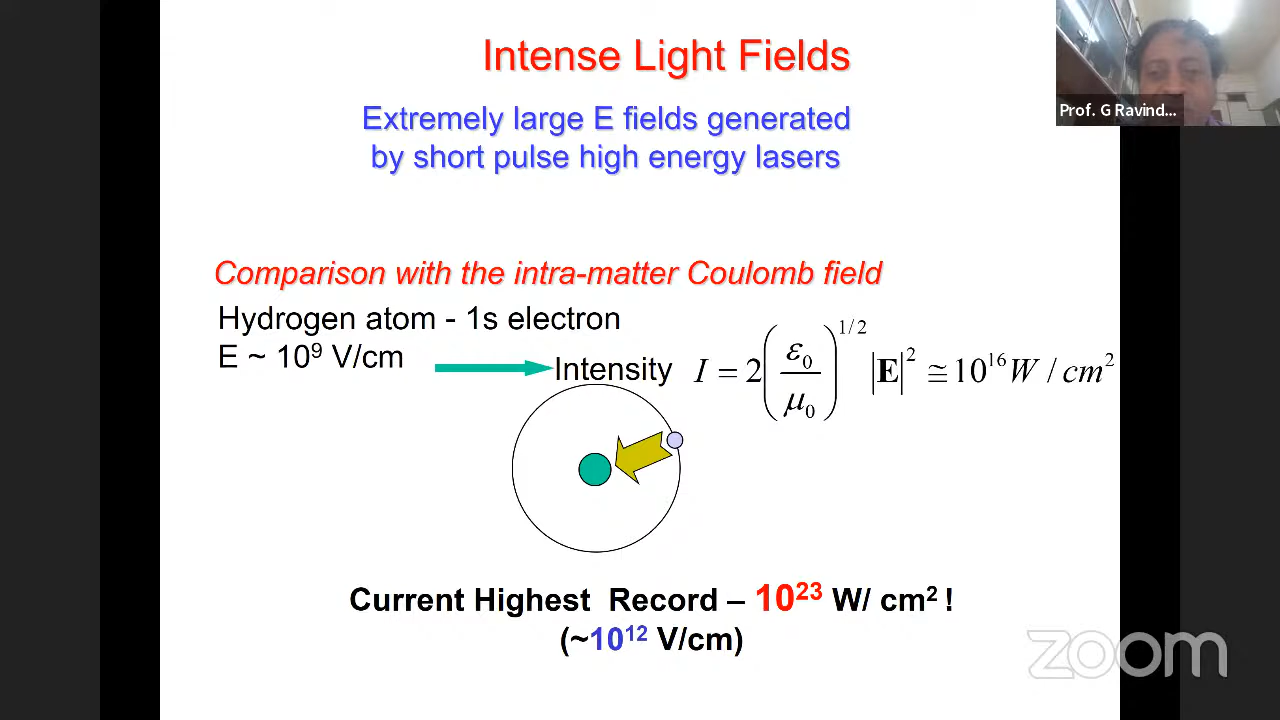 Intense Light Fields
Prof. G Ravind...
Extremely large E fields generated
by short pulse high energy lasers
Comparison with the intra-matter Coulomb field
Hydrogen atom - 1s electron
E ~ 10⁹ V/cm
Intensity I = 2(ε₀/μ₀)^1/2 |E|² ≅ 10¹⁶ W / cm²
Current Highest Record – 10²³ W/ cm² !
(~10¹² V/cm)
zoom